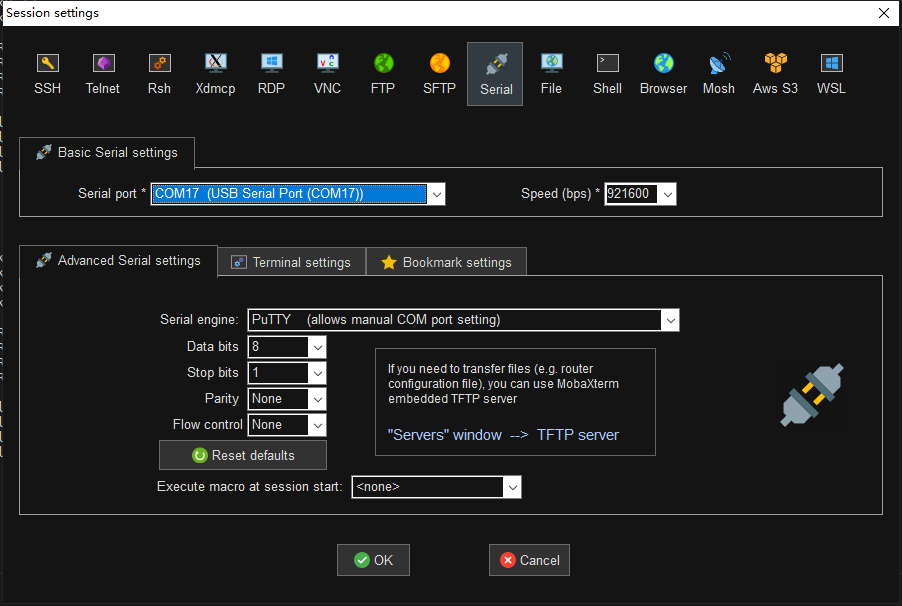 Session settings
SSH Telnet Rsh Xdmcp RDP VNC FTP SFTP Serial File Shell Browser Mosh Aws S3 WSL
Basic Serial settings
Serial port * COM17 (USB Serial Port (COM17)) Speed (bps) * 921600
Advanced Serial settings Terminal settings Bookmark settings
Serial engine: PuTTY (allows manual COM port setting)
Data bits 8
Stop bits 1
Parity None
Flow control None
If you need to transfer files (e.g. router
configuration file), you can use MobaXterm
embedded TFTP server
"Servers" window --> TFTP server
Reset defaults
Execute macro at session start: <none>
OK Cancel